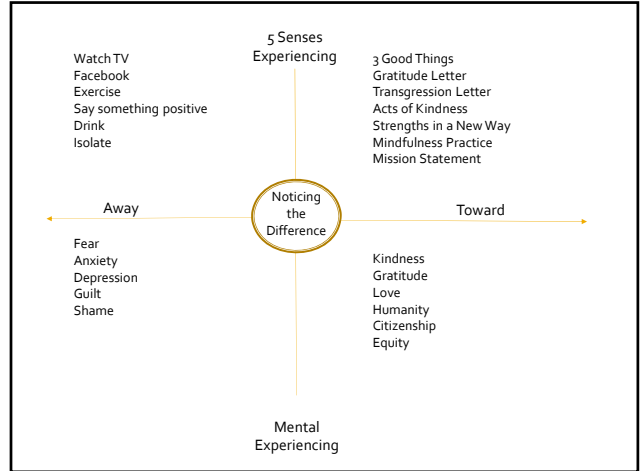 5 Senses
Experiencing
Watch TV
Facebook
Exercise
Say something positive
Drink
Isolate
3 Good Things
Gratitude Letter
Transgression Letter
Acts of Kindness
Strengths in a New Way
Mindfulness Practice
Mission Statement
Away
Noticing
the
Difference
Toward
Fear
Anxiety
Depression
Guilt
Shame
Kindness
Gratitude
Love
Humanity
Citizenship
Equity
Mental
Experiencing